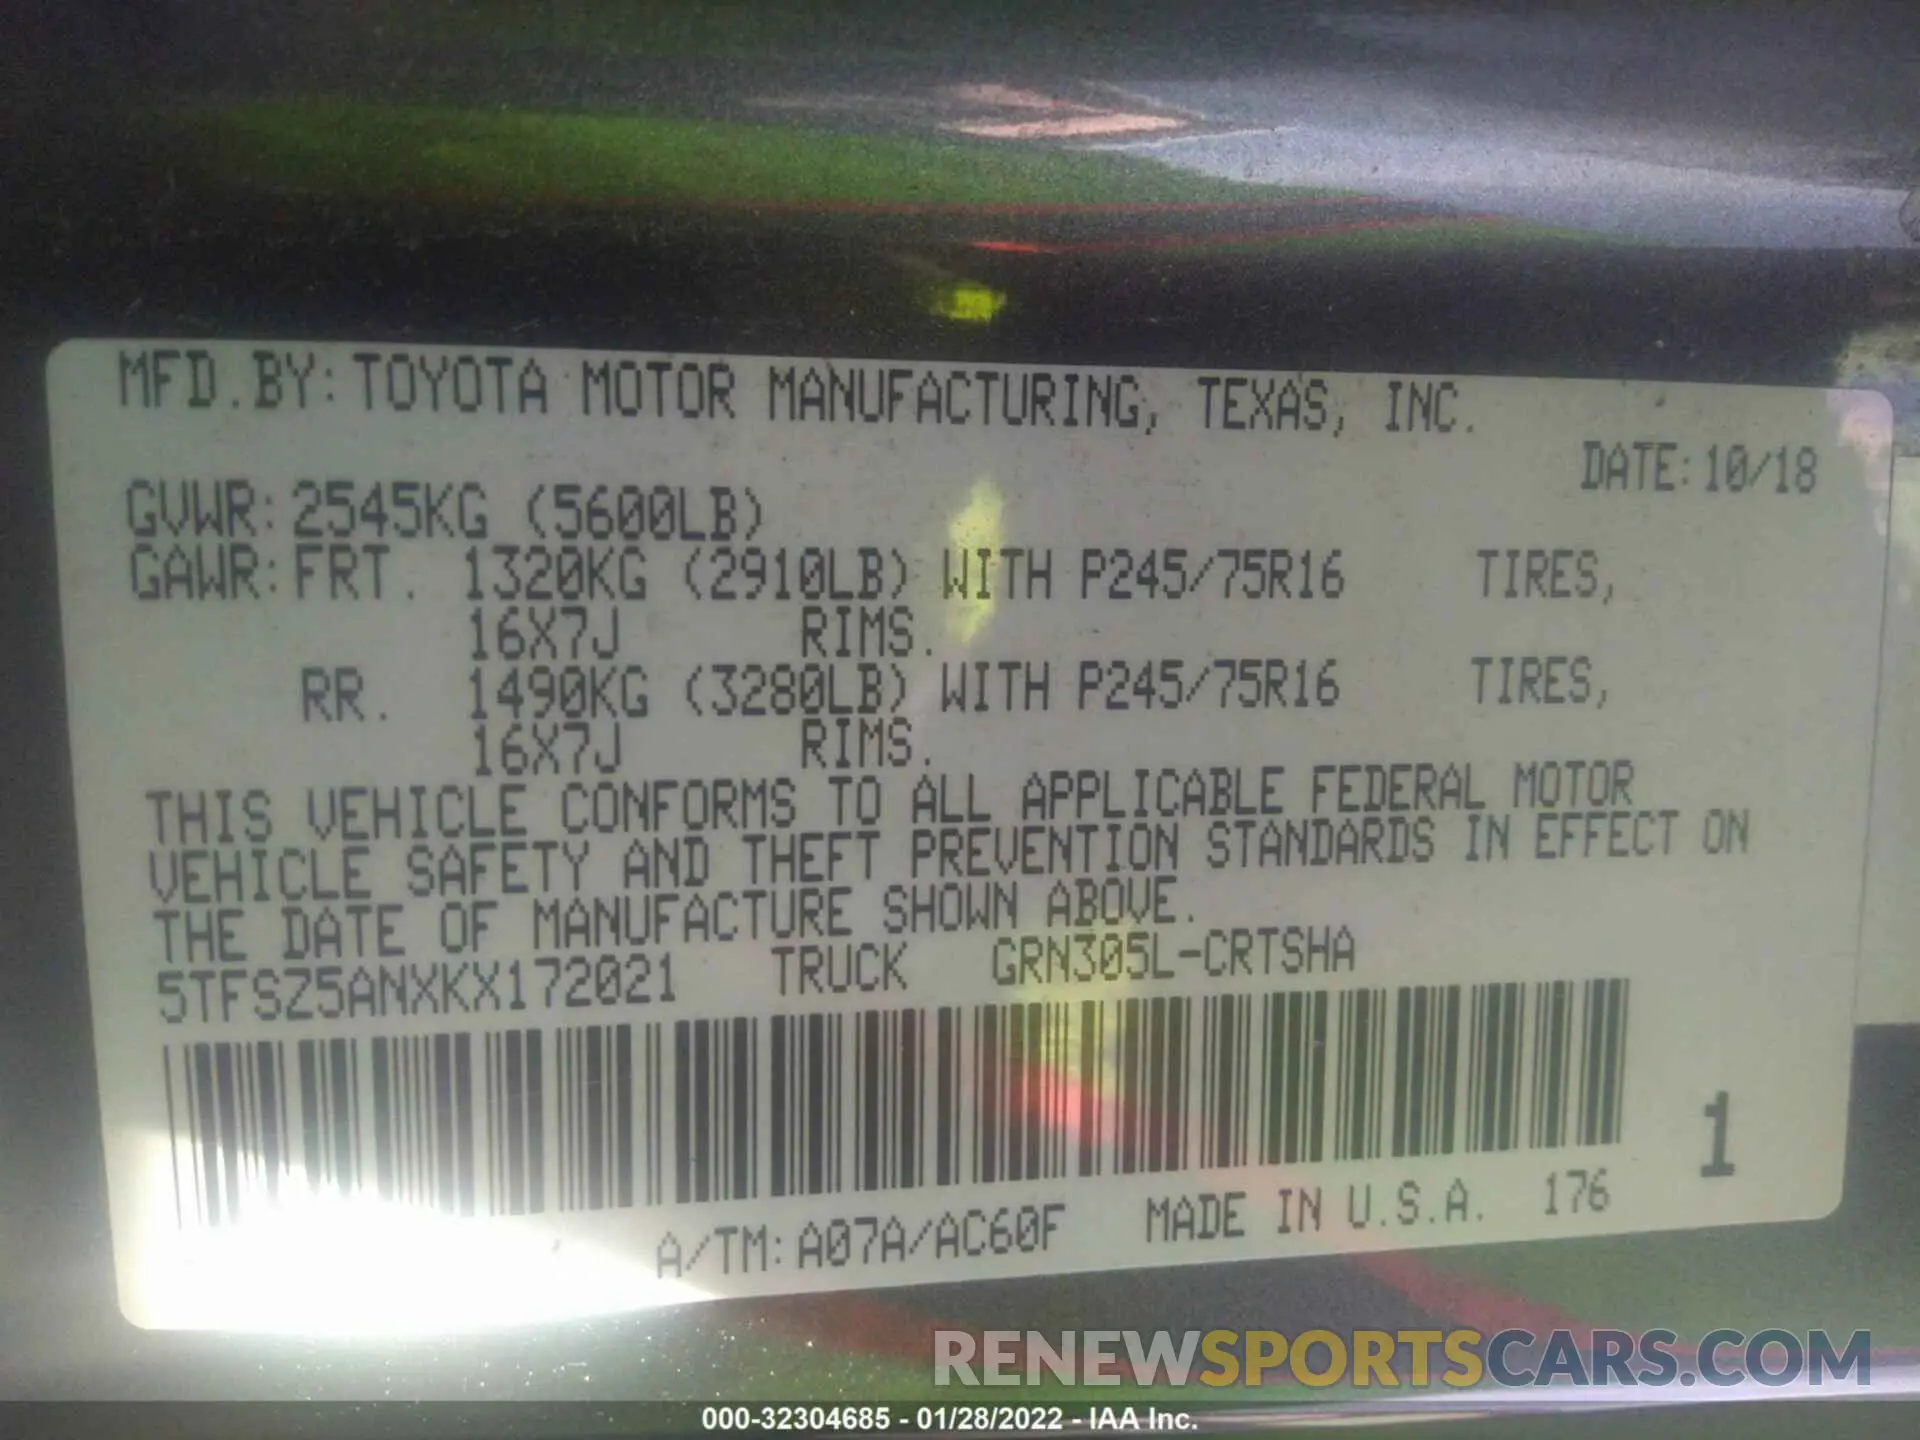 MFD.BY: TOYOTA MOTOR MANUFACTURING, TEXAS, INC.
DATE: 10/18
GVWR: 2545KG (5600LB)
GAWR: FRT. 1320KG (2910LB) WITH P245/75R16 TIRES,
16X7J RIMS.
RR. 1490KG (3280LB) WITH P245/75R16 TIRES,
16X7J RIMS.
THIS VEHICLE CONFORMS TO ALL APPLICABLE FEDERAL MOTOR
VEHICLE SAFETY AND THEFT PREVENTION STANDARDS IN EFFECT ON
THE DATE OF MANUFACTURE SHOWN ABOVE.
5TFSZ5ANXKX172021 TRUCK GRN305L-CRTSHA
1
A/TM: A07A/AC60F MADE IN U.S.A. 176
RENEWSPORTSCARS.COM
000-32304685 - 01/28/2022 - IAA Inc.